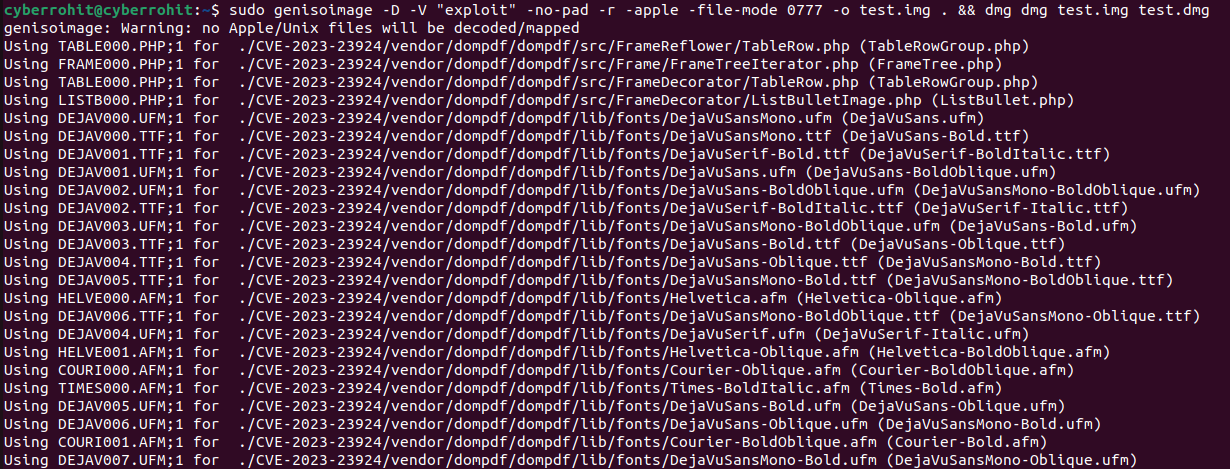 cyberrohit@cyberrohit:~$ sudo genisoimage -D -V "exploit" -no-pad -r -apple -file-mode 0777 -o test.img . && dmg dmg test.img test.dmg
genisoimage: Warning: no Apple/Unix files will be decoded/mapped
Using TABLE000.PHP;1 for  ./CVE-2023-23924/vendor/dompdf/dompdf/src/FrameReflower/TableRow.php (TableRowGroup.php)
Using FRAME000.PHP;1 for  ./CVE-2023-23924/vendor/dompdf/dompdf/src/Frame/FrameTreeIterator.php (FrameTree.php)
Using TABLE000.PHP;1 for  ./CVE-2023-23924/vendor/dompdf/dompdf/src/FrameDecorator/TableRow.php (TableRowGroup.php)
Using LISTB000.PHP;1 for  ./CVE-2023-23924/vendor/dompdf/dompdf/src/FrameDecorator/ListBulletImage.php (ListBullet.php)
Using DEJAV000.UFM;1 for  ./CVE-2023-23924/vendor/dompdf/dompdf/lib/fonts/DejaVuSansMono.ufm (DejaVuSans.ufm)
Using DEJAV000.TTF;1 for  ./CVE-2023-23924/vendor/dompdf/dompdf/lib/fonts/DejaVuSansMono.ttf (DejaVuSans-Bold.ttf)
Using DEJAV001.TTF;1 for  ./CVE-2023-23924/vendor/dompdf/dompdf/lib/fonts/DejaVuSerif-Bold.ttf (DejaVuSerif-BoldItalic.ttf)
Using DEJAV001.UFM;1 for  ./CVE-2023-23924/vendor/dompdf/dompdf/lib/fonts/DejaVuSans.ufm (DejaVuSans-BoldOblique.ufm)
Using DEJAV002.UFM;1 for  ./CVE-2023-23924/vendor/dompdf/dompdf/lib/fonts/DejaVuSans-BoldOblique.ufm (DejaVuSansMono-BoldOblique.ufm)
Using DEJAV002.TTF;1 for  ./CVE-2023-23924/vendor/dompdf/dompdf/lib/fonts/DejaVuSerif-BoldItalic.ttf (DejaVuSerif-Italic.ttf)
Using DEJAV003.UFM;1 for  ./CVE-2023-23924/vendor/dompdf/dompdf/lib/fonts/DejaVuSansMono-BoldOblique.ufm (DejaVuSans-Bold.ufm)
Using DEJAV003.TTF;1 for  ./CVE-2023-23924/vendor/dompdf/dompdf/lib/fonts/DejaVuSans-Bold.ttf (DejaVuSans-Oblique.ttf)
Using DEJAV004.TTF;1 for  ./CVE-2023-23924/vendor/dompdf/dompdf/lib/fonts/DejaVuSans-Oblique.ttf (DejaVuSansMono-Bold.ttf)
Using DEJAV005.TTF;1 for  ./CVE-2023-23924/vendor/dompdf/dompdf/lib/fonts/DejaVuSansMono-Bold.ttf (DejaVuSansMono-BoldOblique.ttf)
Using HELVE000.AFM;1 for  ./CVE-2023-23924/vendor/dompdf/dompdf/lib/fonts/Helvetica.afm (Helvetica-Oblique.afm)
Using DEJAV006.TTF;1 for  ./CVE-2023-23924/vendor/dompdf/dompdf/lib/fonts/DejaVuSansMono-BoldOblique.ttf (DejaVuSansMono-Oblique.ttf)
Using DEJAV004.UFM;1 for  ./CVE-2023-23924/vendor/dompdf/dompdf/lib/fonts/DejaVuSerif.ufm (DejaVuSerif-Italic.ufm)
Using HELVE001.AFM;1 for  ./CVE-2023-23924/vendor/dompdf/dompdf/lib/fonts/Helvetica-Oblique.afm (Helvetica-BoldOblique.afm)
Using COURI000.AFM;1 for  ./CVE-2023-23924/vendor/dompdf/dompdf/lib/fonts/Courier-Oblique.afm (Courier-BoldOblique.afm)
Using TIMES000.AFM;1 for  ./CVE-2023-23924/vendor/dompdf/dompdf/lib/fonts/Times-BoldItalic.afm (Times-Bold.afm)
Using DEJAV005.UFM;1 for  ./CVE-2023-23924/vendor/dompdf/dompdf/lib/fonts/DejaVuSans-Bold.ufm (DejaVuSans-Oblique.ufm)
Using DEJAV006.UFM;1 for  ./CVE-2023-23924/vendor/dompdf/dompdf/lib/fonts/DejaVuSans-Oblique.ufm (DejaVuSansMono-Bold.ufm)
Using COURI001.AFM;1 for  ./CVE-2023-23924/vendor/dompdf/dompdf/lib/fonts/Courier-BoldOblique.afm (Courier-Bold.afm)
Using DEJAV007.UFM;1 for  ./CVE-2023-23924/vendor/dompdf/dompdf/lib/fonts/DejaVuSansMono-Bold.ufm (DejaVuSansMono-Oblique.ufm)